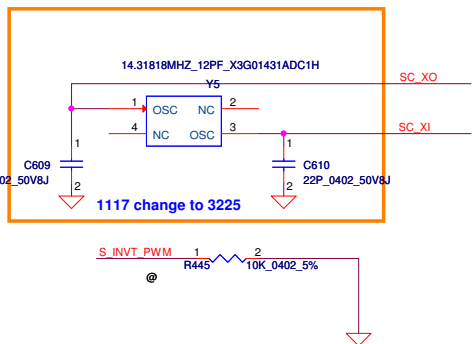 14.31818MHZ_12PF_X3G01431ADC1H
Y5
SC_XO
1 OSC NC 2
4 NC OSC 3
SC_XI
1
1
C609
C610
02_50V8J
22P_0402_50V8J
2
2
1117 change to 3225
S_INVT_PWM 1 2
R445 10K_0402_5%
@